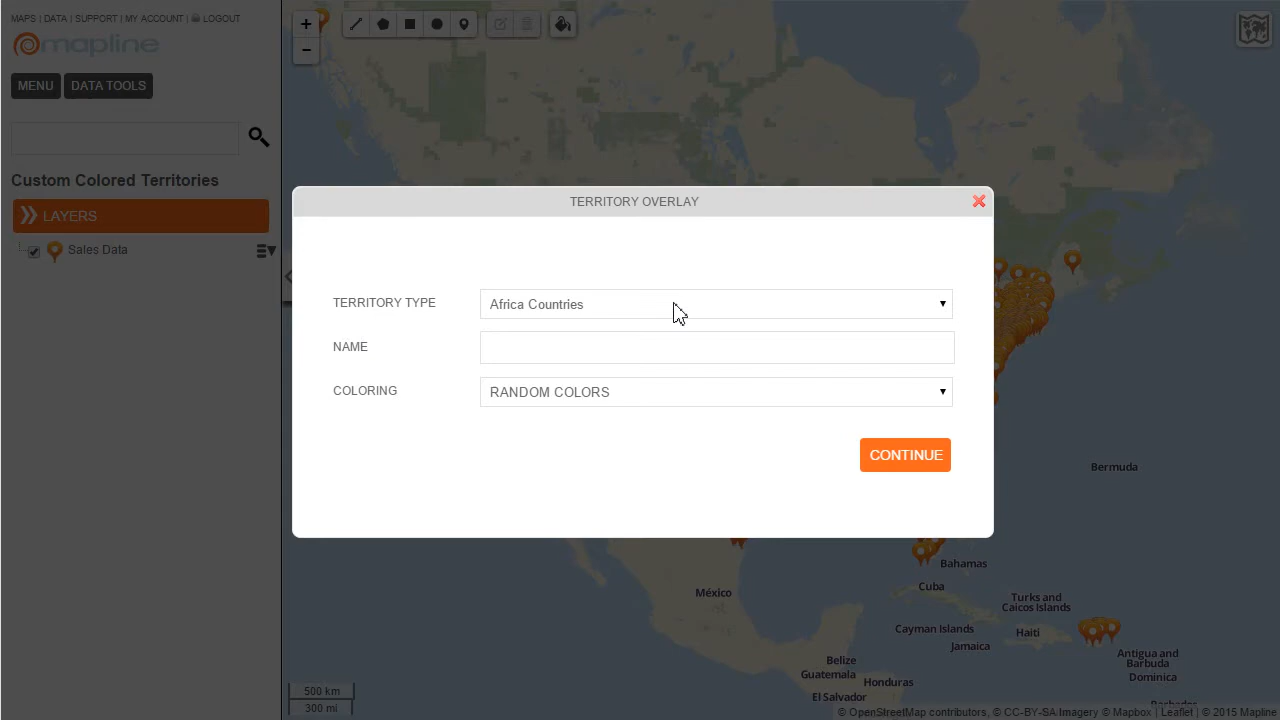 MAPS | DATA | SUPPORT | MY ACCOUNT | LOGOUT
mapline
MENU
DATA TOOLS
Custom Colored Territories
LAYERS
Sales Data
+
−
TERRITORY OVERLAY
TERRITORY TYPE
Africa Countries
NAME
COLORING
RANDOM COLORS
CONTINUE
Bermuda
Bahamas
México
Cuba
Turks and
Caicos Islands
Cayman Islands
Haiti
Jamaica
Belize
Antigua and
Barbuda
Guatemala
Dominica
Honduras
El Salvador
500 km
300 mi
© OpenStreetMap contributors, © CC-BY-SA Imagery © Mapbox | Leaflet | © 2015 Mapline